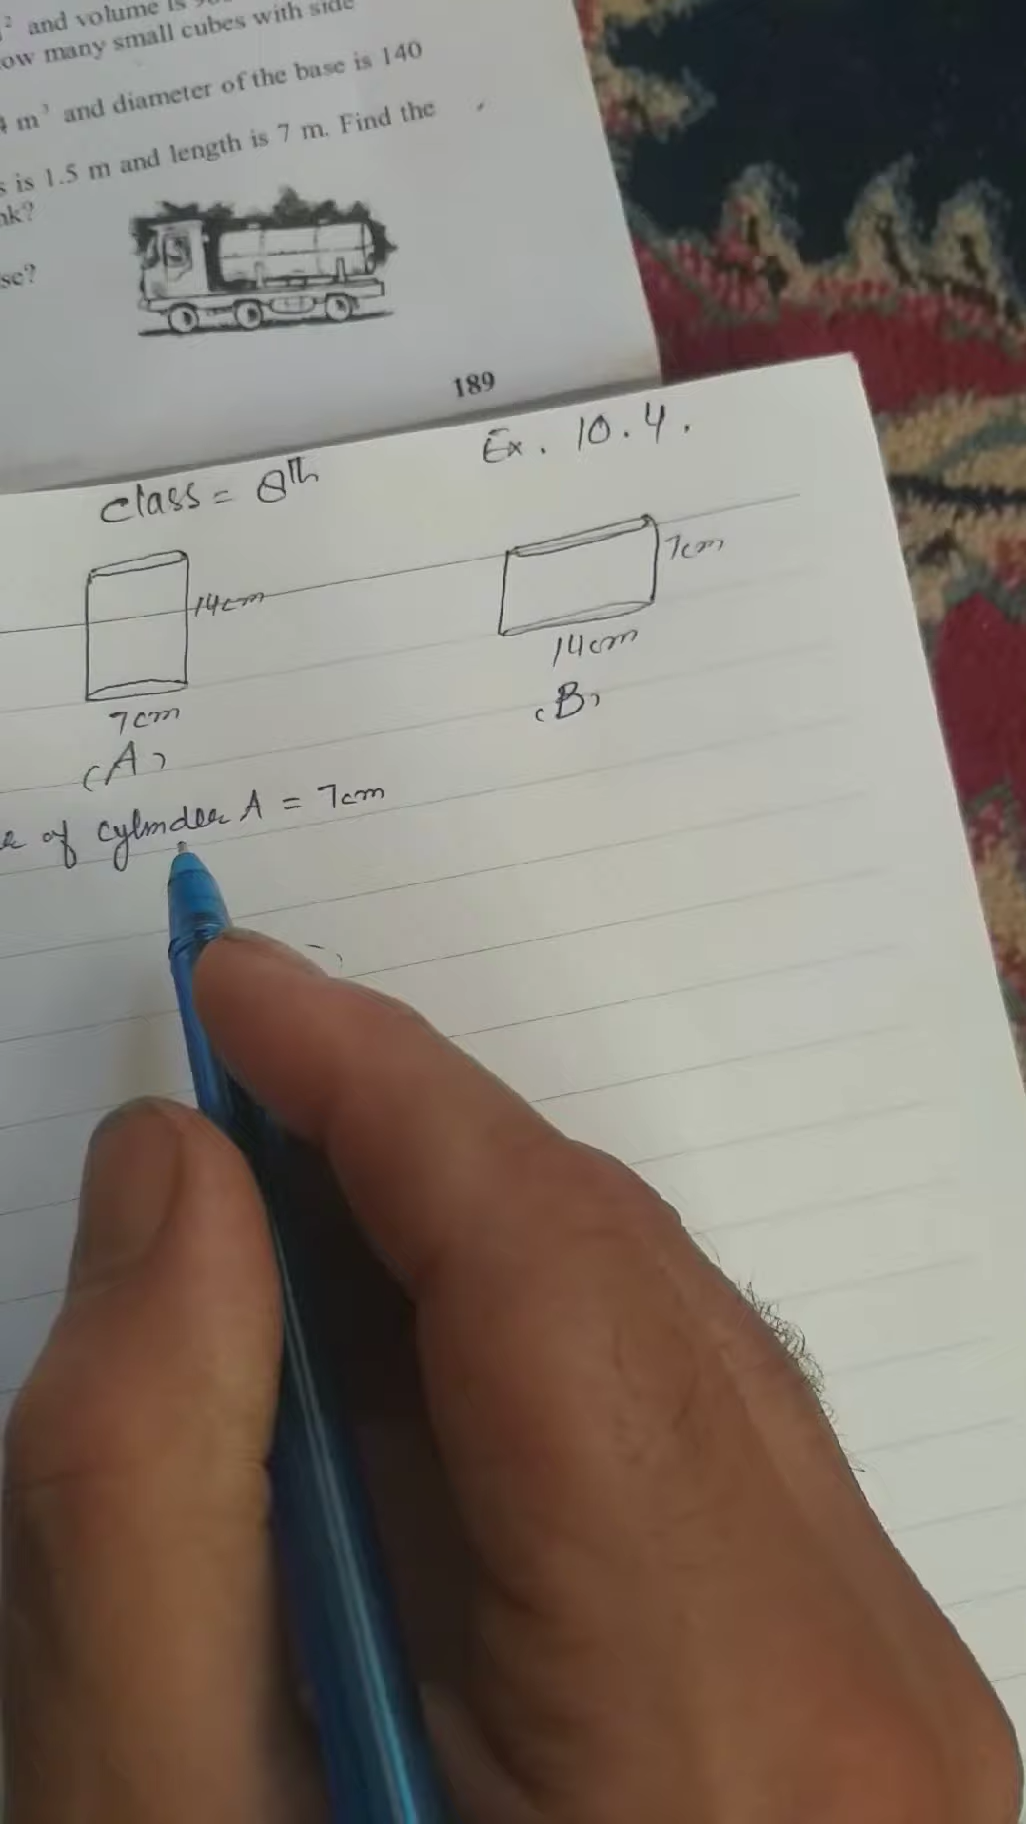 ² and volume is
ow many small cubes with side
4 m³ and diameter of the base is 140
s is 1.5 m and length is 7 m. Find the
nk?
se?
189
Ex. 10.4.
Class = 8th
14cm
7cm
7cm
14cm
(A)
(B)
of cylinder A = 7cm